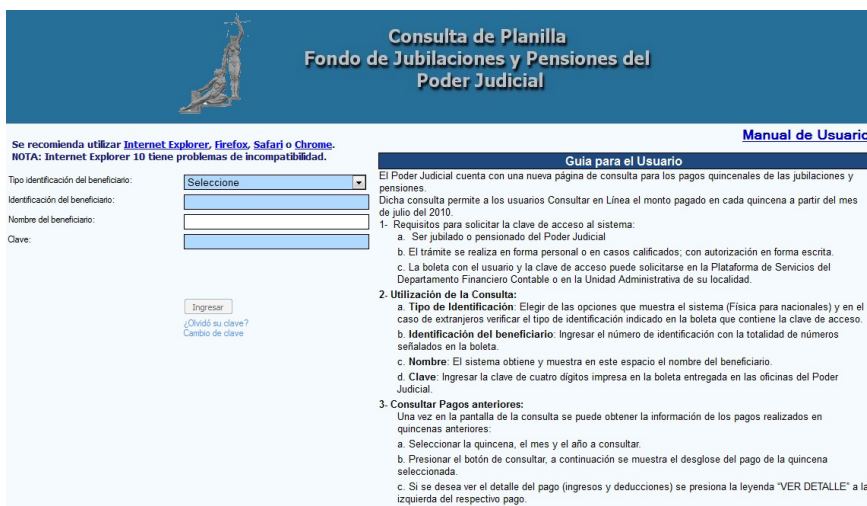 Consulta de Planilla
Fondo de Jubilaciones y Pensiones del
Poder Judicial
Manual de Usuario
Se recomienda utilizar Internet Explorer, Firefox, Safari o Chrome.
NOTA: Internet Explorer 10 tiene problemas de incompatibilidad.
Tipo identificación del beneficiario:
Seleccione
Identificación del beneficiario:
Nombre del beneficiario:
Clave:
Ingresar
¿Olvidó su clave?
Cambio de clave
Guia para el Usuario
El Poder Judicial cuenta con una nueva página de consulta para los pagos quincenales de las jubilaciones y
pensiones.
Dicha consulta permite a los usuarios Consultar en Línea el monto pagado en cada quincena a partir del mes
de julio del 2010.
1- Requisitos para solicitar la clave de acceso al sistema:
a. Ser jubilado o pensionado del Poder Judicial
b. El trámite se realiza en forma personal o en casos calificados; con autorización en forma escrita.
c. La boleta con el usuario y la clave de acceso puede solicitarse en la Plataforma de Servicios del
Departamento Financiero Contable o en la Unidad Administrativa de su localidad.
2- Utilización de la Consulta:
a. Tipo de Identificación: Elegir de las opciones que muestra el sistema (Física para nacionales) y en el
caso de extranjeros verificar el tipo de identificación indicado en la boleta que contiene la clave de acceso.
b. Identificación del beneficiario: Ingresar el número de identificación con la totalidad de números
señalados en la boleta.
c. Nombre: El sistema obtiene y muestra en este espacio el nombre del beneficiario.
d. Clave: Ingresar la clave de cuatro dígitos impresa en la boleta entregada en las oficinas del Poder
Judicial.
3- Consultar Pagos anteriores:
Una vez en la pantalla de la consulta se puede obtener la información de los pagos realizados en
quincenas anteriores:
a. Seleccionar la quincena, el mes y el año a consultar.
b. Presionar el botón de consultar, a continuación se muestra el desglose del pago de la quincena
seleccionada.
c. Si se desea ver el detalle del pago (ingresos y deducciones) se presiona la leyenda "VER DETALLE" a la
izquierda del respectivo pago.